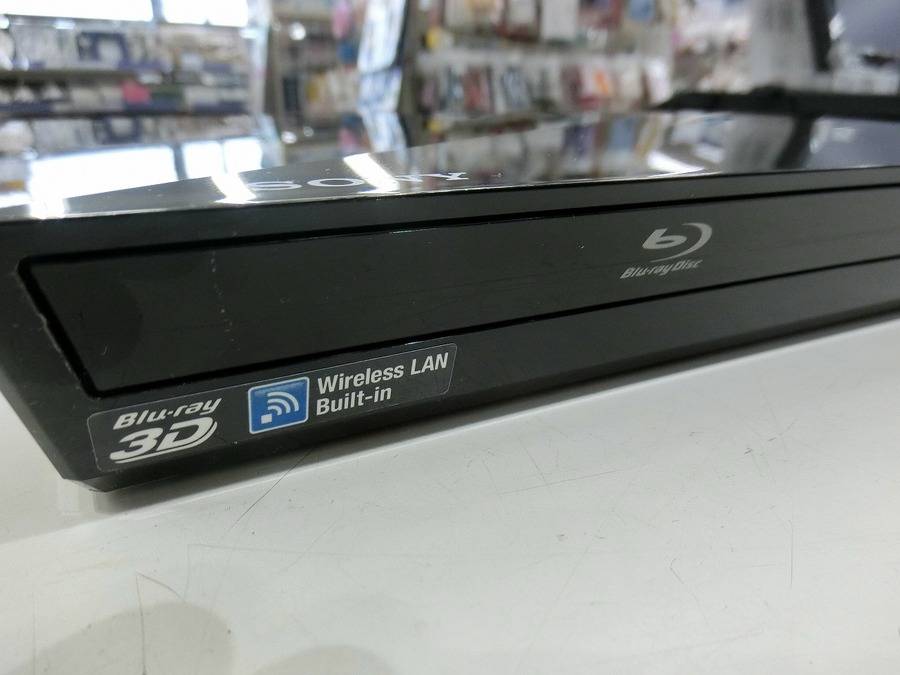 SONY
Blu-ray Disc
Blu-ray
3D
Wireless LAN
Built-in